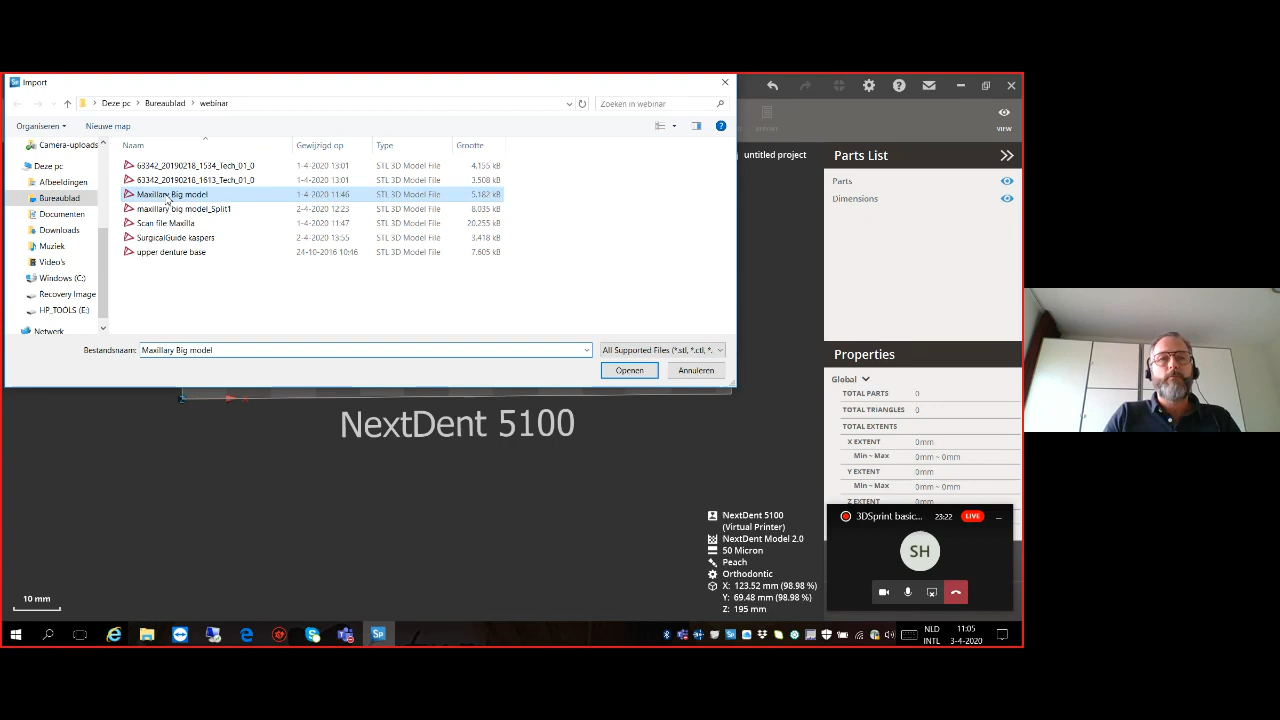 Import
Deze pc
Bureaublad
webinar
Zoeken in webinar
Organiseren
Nieuwe map
Camera-uploads
Deze pc
Afbeeldingen
Bureaublad
Documenten
Downloads
Muziek
Video's
Windows (C:)
Recovery Image
HP_TOOLS (E:)
Netwerk
Naam Gewijzigd op Type Grootte
63342_20190218_1534_Tech_01_0 1-4-2020 13:01 STL 3D Model File 4.155 kB
63342_20190218_1613_Tech_01_0 1-4-2020 13:01 STL 3D Model File 3.508 kB
Maxillary Big model 1-4-2020 11:46 STL 3D Model File 5.182 kB
maxillary big model_Split1 2-4-2020 12:23 STL 3D Model File 8.035 kB
Scan file Maxilla 1-4-2020 11:47 STL 3D Model File 20.255 kB
SurgicalGuide kaspers 2-4-2020 13:55 STL 3D Model File 3.418 kB
upper denture base 24-10-2016 10:46 STL 3D Model File 7.605 kB
Bestandsnaam: Maxillary Big model All Supported Files (*.stl, *.ctl, *.
Openen Annuleren
VIEW
untitled project
Parts List
Parts
Dimensions
Properties
Global
TOTAL PARTS 0
TOTAL TRIANGLES 0
TOTAL EXTENTS
X EXTENT 0mm
Min ~ Max 0mm ~ 0mm
Y EXTENT 0mm
Min ~ Max 0mm ~ 0mm
Z EXTENT 0mm
NextDent 5100
NextDent 5100
(Virtual Printer)
NextDent Model 2.0
50 Micron
Peach
Orthodontic
X: 123.52 mm (98.98 %)
Y: 69.48 mm (98.98 %)
Z: 195 mm
3DSprint basic... 23:22 LIVE
SH
10 mm
NLD
INTL
11:05
3-4-2020